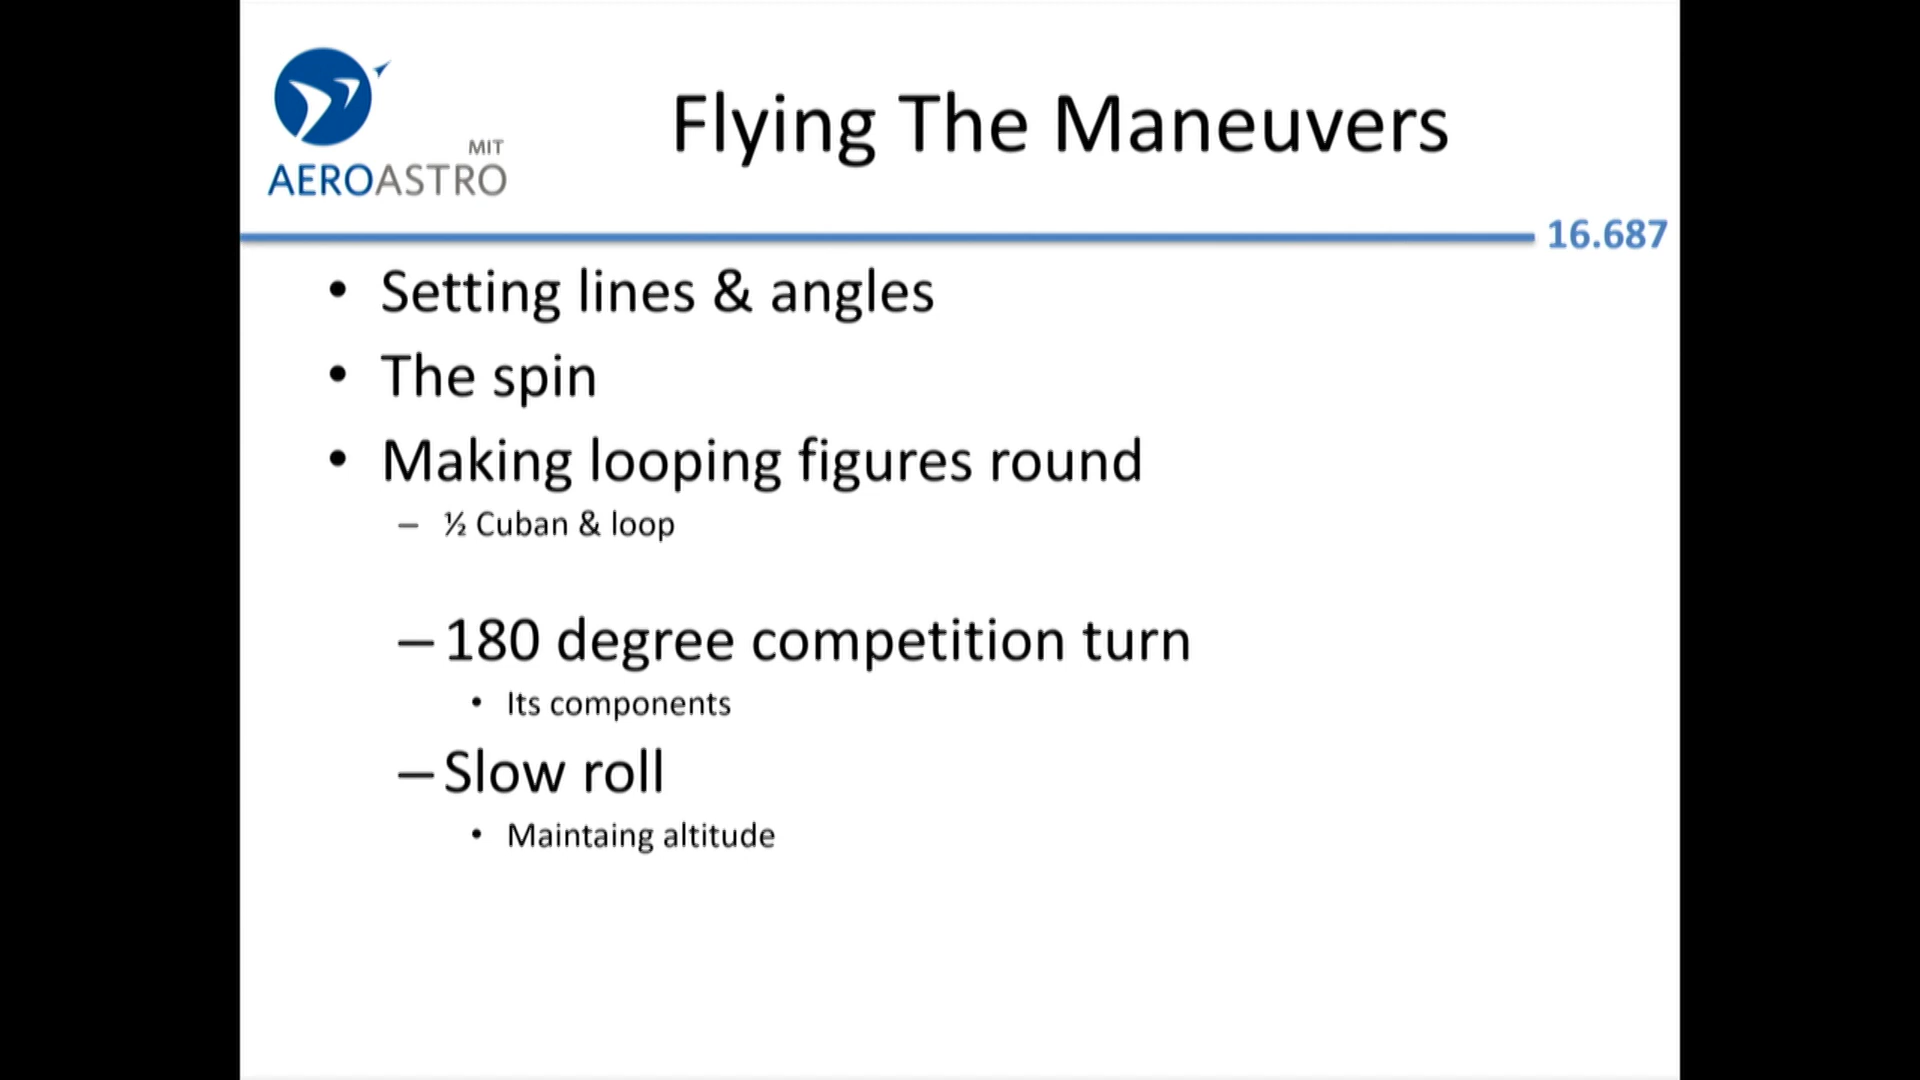 MIT
AEROASTRO
Flying The Maneuvers
16.687
• Setting lines & angles
• The spin
• Making looping figures round
– ½ Cuban & loop
– 180 degree competition turn
• Its components
– Slow roll
• Maintaing altitude